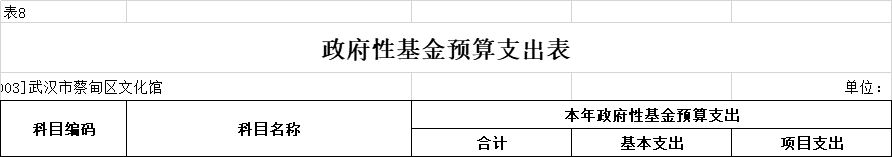 表8
政府性基金预算支出表
003]武汉市蔡甸区文化馆 单位：
科目编码 科目名称 本年政府性基金预算支出
合计 基本支出 项目支出